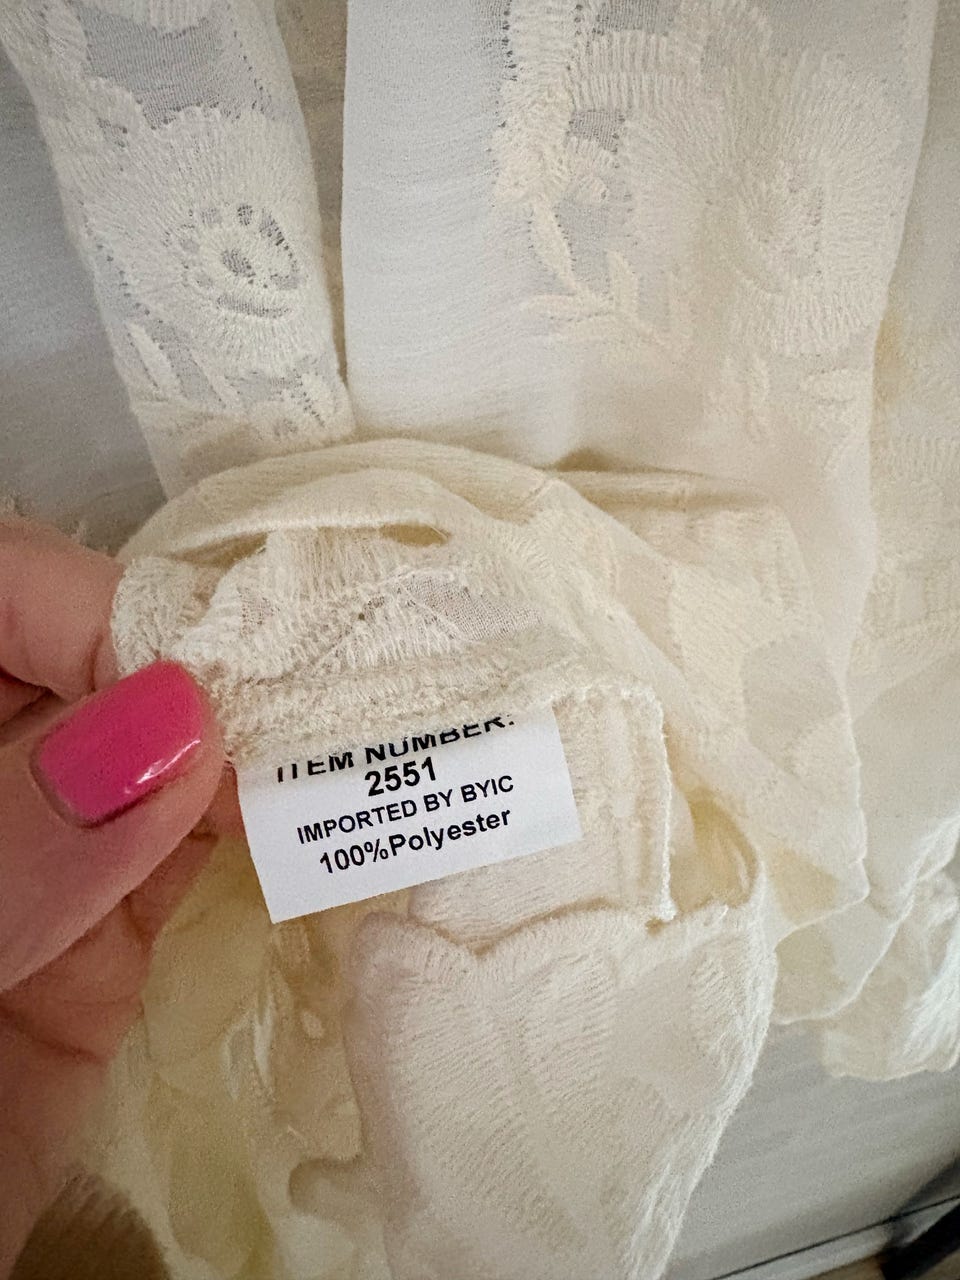 ITEM NUMBER:
2551
IMPORTED BY BYIC
100%Polyester